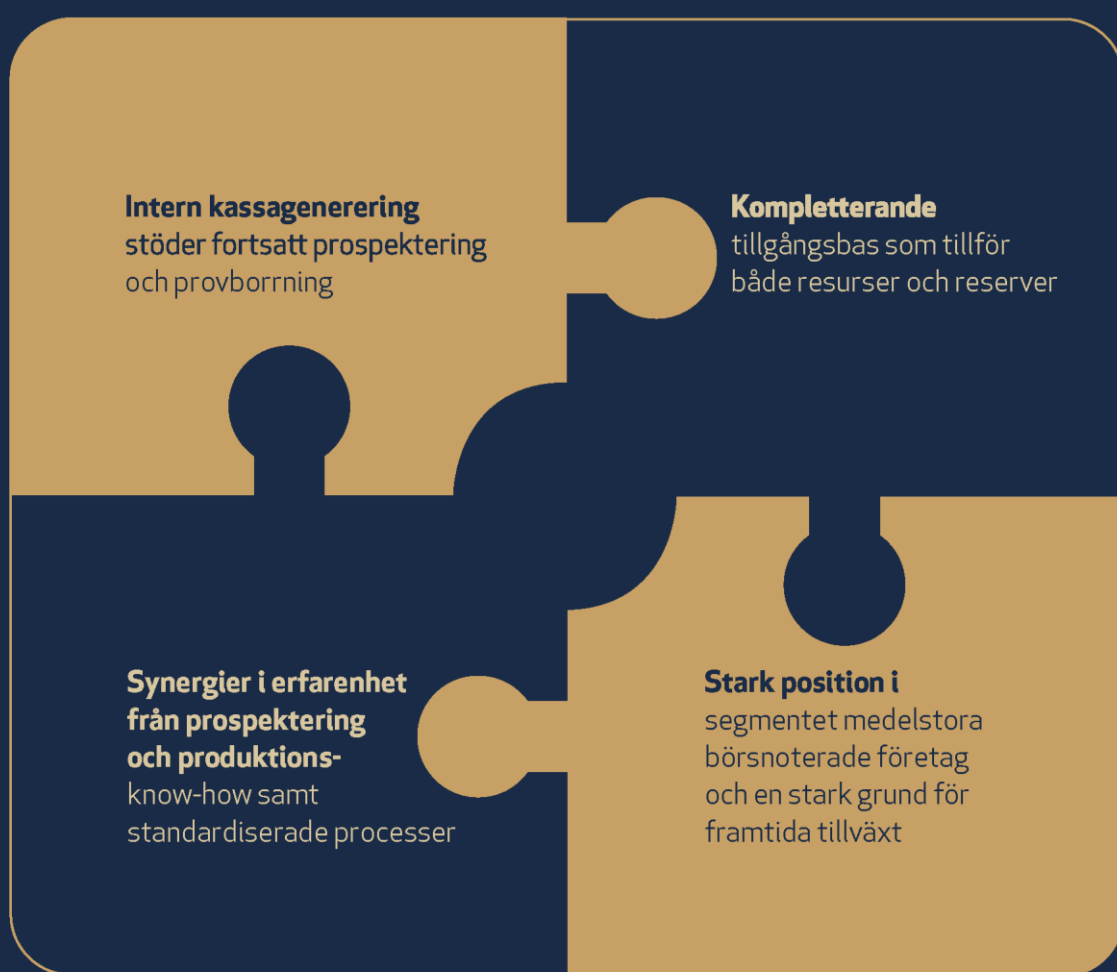 Intern kassagenerering
stöder fortsatt prospektering
och provborrning
Kompletterande
tillgångsbas som tillför
både resurser och reserver
Synergier i erfarenhet
från prospektering
och produktions-
know-how samt
standardiserade processer
Stark position i
segmentet medelstora
börsnoterade företag
och en stark grund för
framtida tillväxt